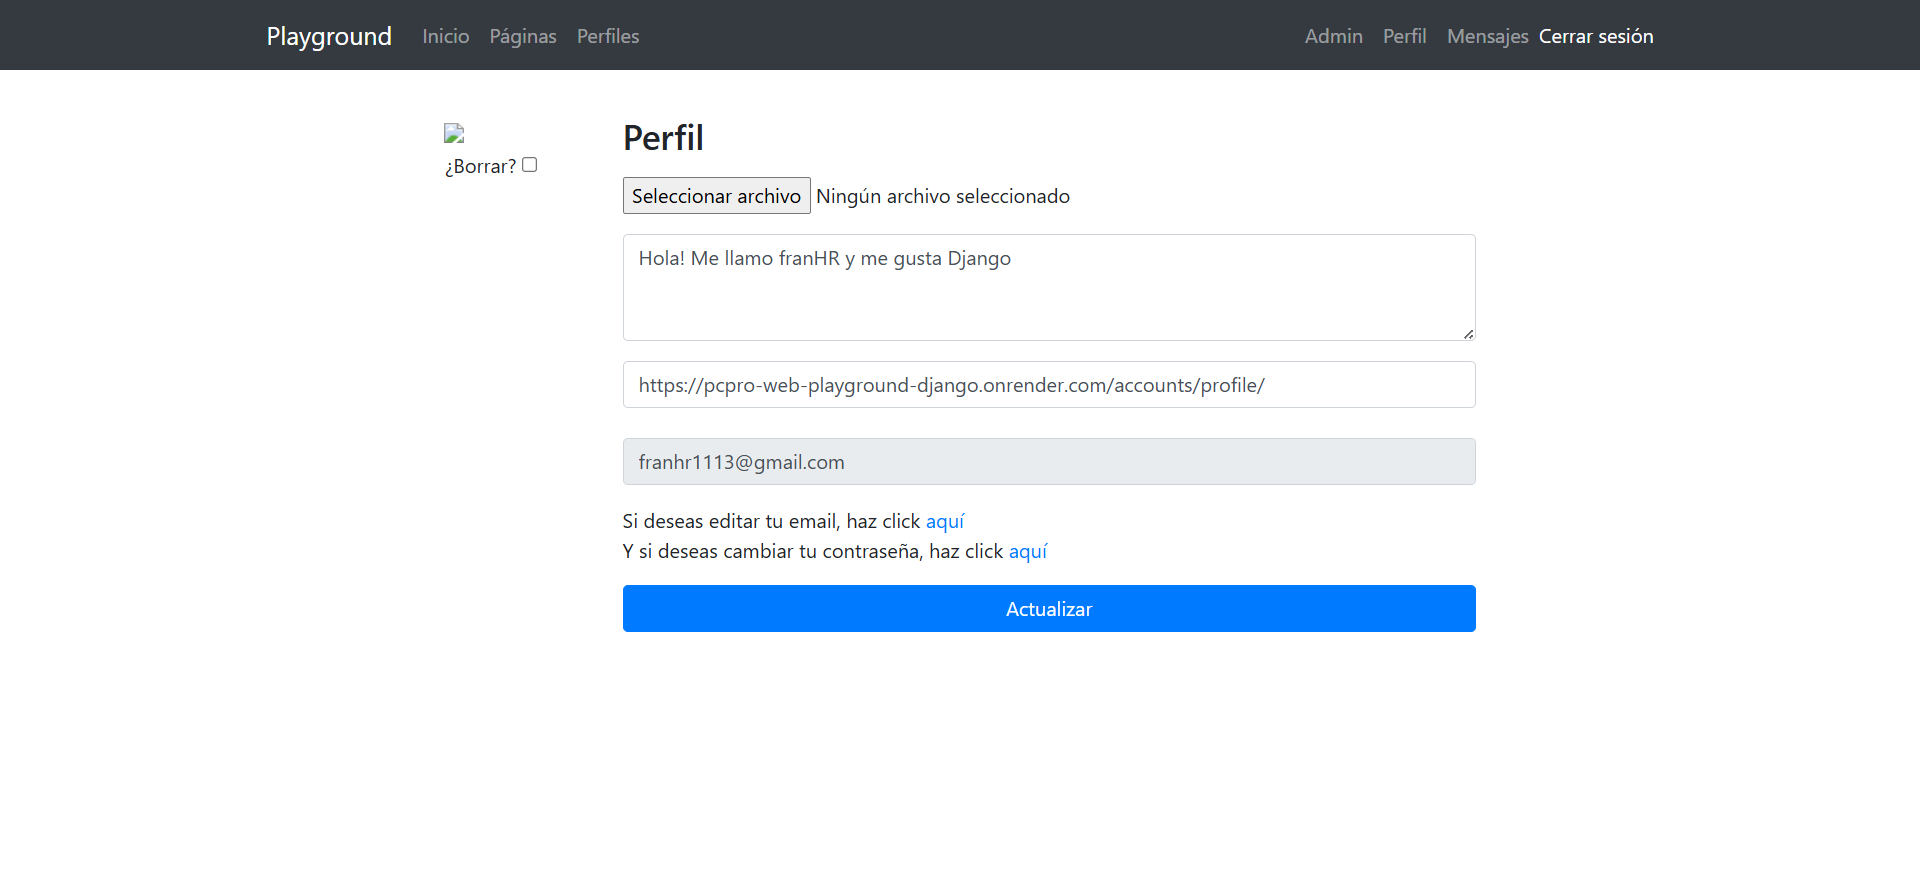 Playground Inicio Páginas Perfiles Admin Perfil Mensajes Cerrar sesión
¿Borrar?
Perfil
Seleccionar archivo Ningún archivo seleccionado
Hola! Me llamo franHR y me gusta Django
https://pcpro-web-playground-django.onrender.com/accounts/profile/
franhr1113@gmail.com
Si deseas editar tu email, haz click aquí
Y si deseas cambiar tu contraseña, haz click aquí
Actualizar